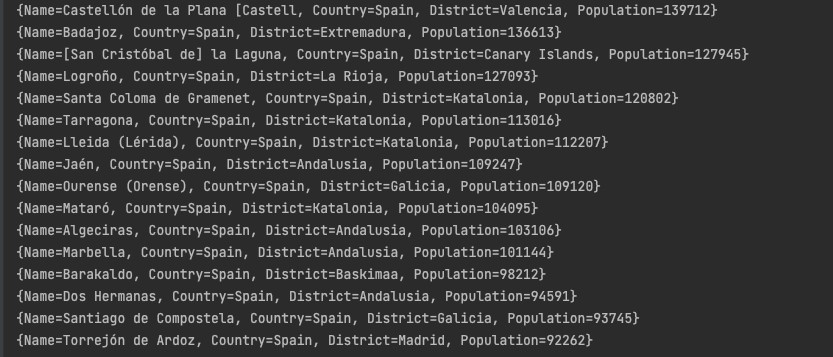 {Name=Castellón de la Plana [Castell, Country=Spain, District=Valencia, Population=139712}
{Name=Badajoz, Country=Spain, District=Extremadura, Population=136613}
{Name=[San Cristóbal de] la Laguna, Country=Spain, District=Canary Islands, Population=127945}
{Name=Logroño, Country=Spain, District=La Rioja, Population=127093}
{Name=Santa Coloma de Gramenet, Country=Spain, District=Katalonia, Population=120802}
{Name=Tarragona, Country=Spain, District=Katalonia, Population=113016}
{Name=Lleida (Lérida), Country=Spain, District=Katalonia, Population=112207}
{Name=Jaén, Country=Spain, District=Andalusia, Population=109247}
{Name=Ourense (Orense), Country=Spain, District=Galicia, Population=109120}
{Name=Mataró, Country=Spain, District=Katalonia, Population=104095}
{Name=Algeciras, Country=Spain, District=Andalusia, Population=103106}
{Name=Marbella, Country=Spain, District=Andalusia, Population=101144}
{Name=Barakaldo, Country=Spain, District=Baskimaa, Population=98212}
{Name=Dos Hermanas, Country=Spain, District=Andalusia, Population=94591}
{Name=Santiago de Compostela, Country=Spain, District=Galicia, Population=93745}
{Name=Torrejón de Ardoz, Country=Spain, District=Madrid, Population=92262}